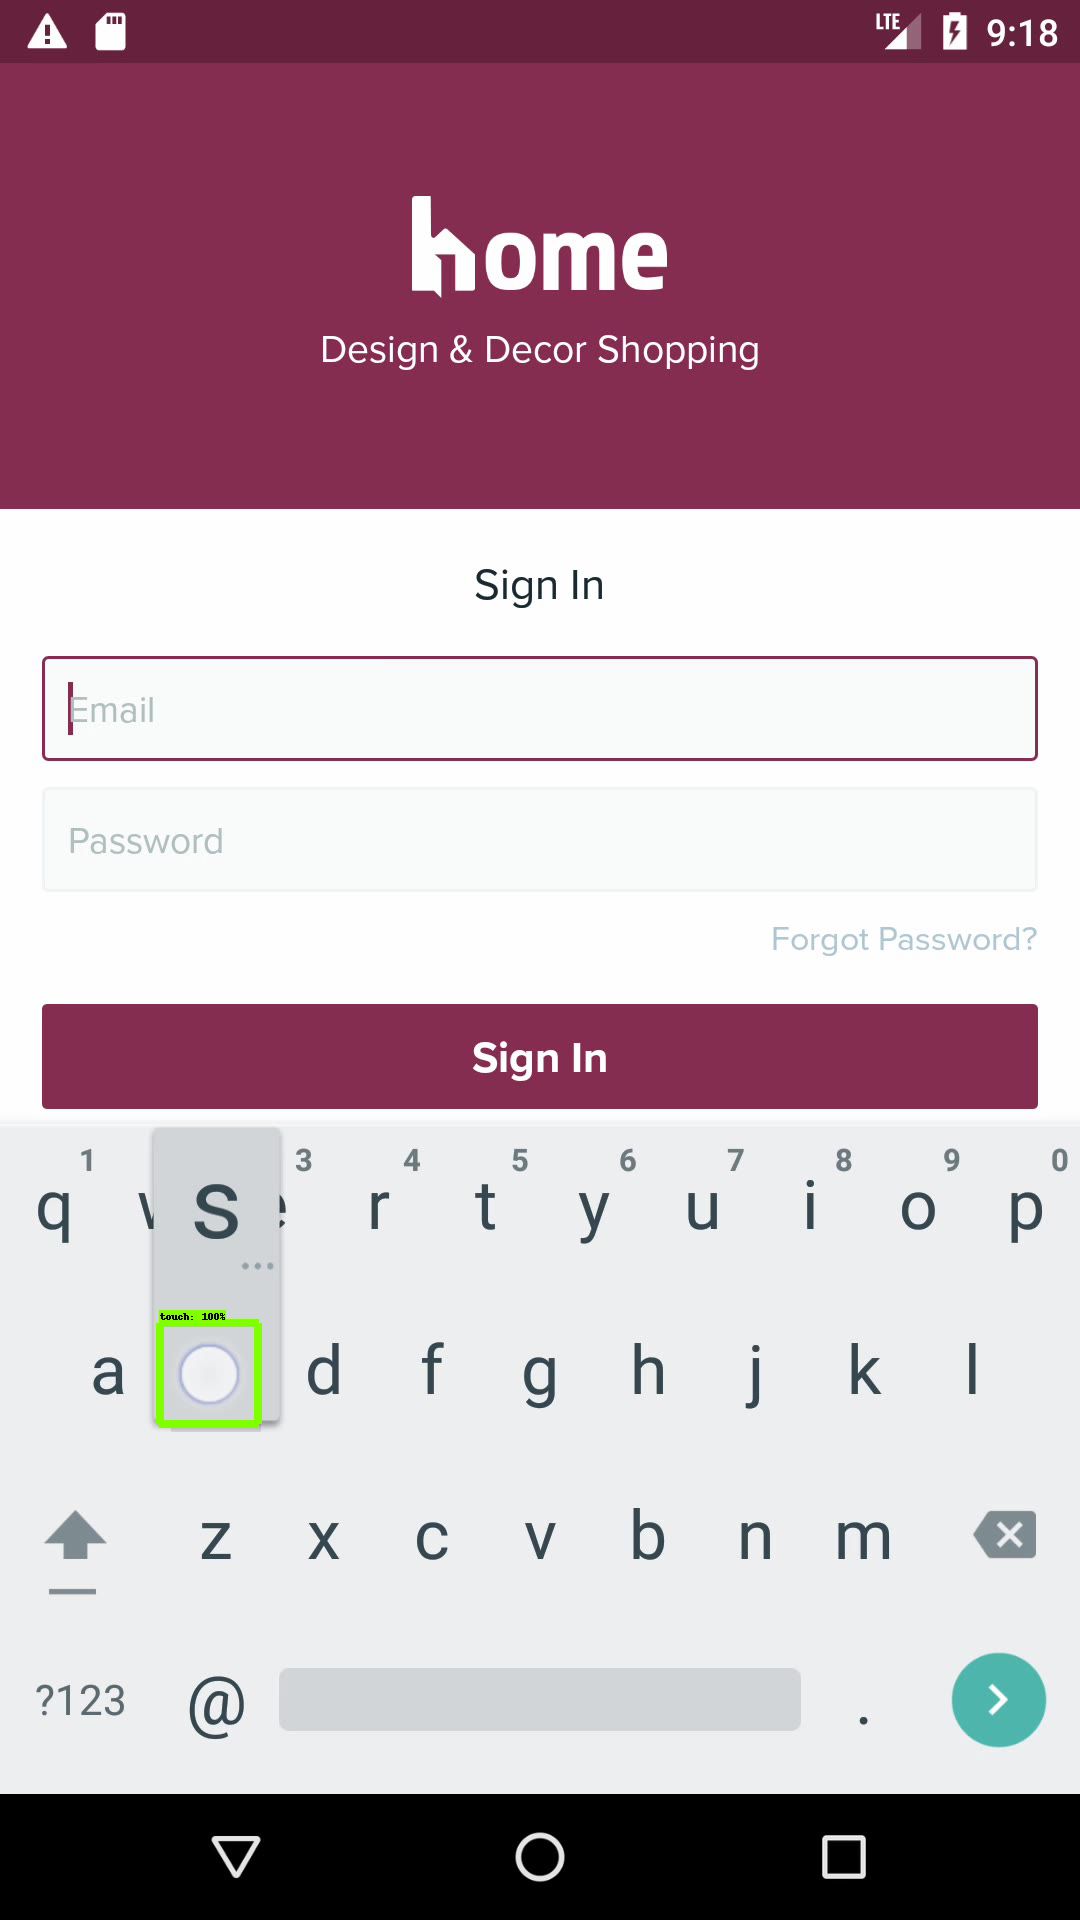 LTE 9:18
home
Design & Decor Shopping
Sign In
Email
Password
Forgot Password?
Sign In
1 3 4 5 6 7 8 9 0
q w s e r t y u i o p
touch: 100%
a d f g h j k l
z x c v b n m
?123 @ .